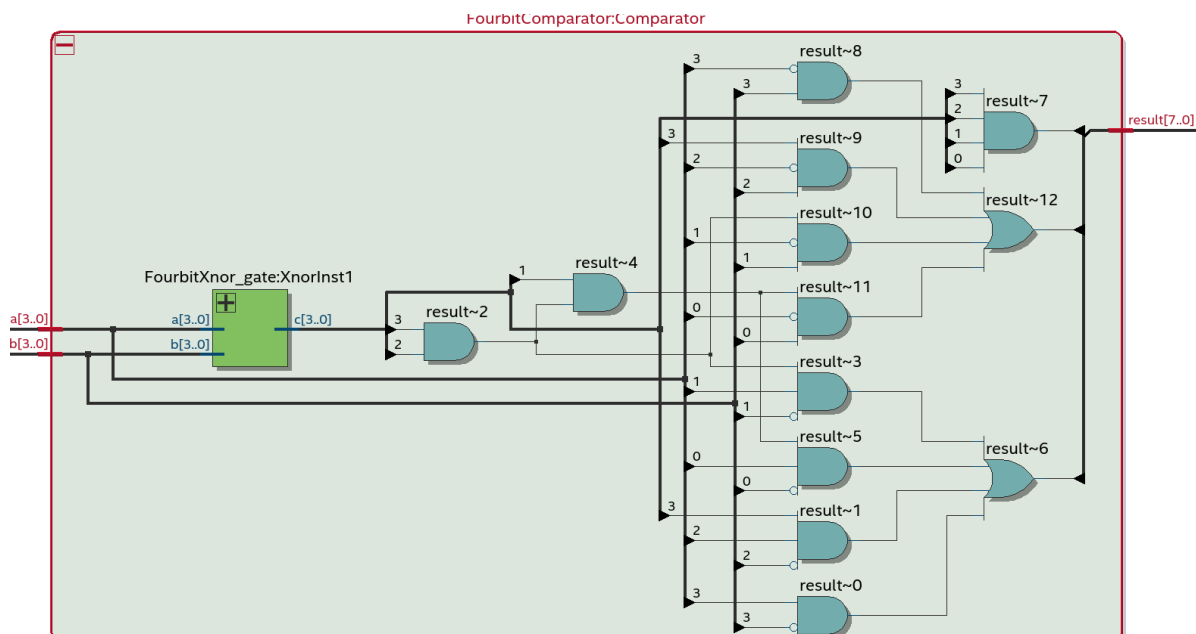 FourbitComparator:Comparator
result~8
3
3
3
result~7
2
1
0
result[7..0]
result~9
3
2
2
result~12
result~10
1
1
FourbitXnor_gate:XnorInst1
result~4
1
result~11
0
0
a[3..0]
a[3..0]
c[3..0]
b[3..0]
b[3..0]
result~2
3
2
result~3
1
1
result~5
0
0
result~6
result~1
3
2
2
result~0
3
3